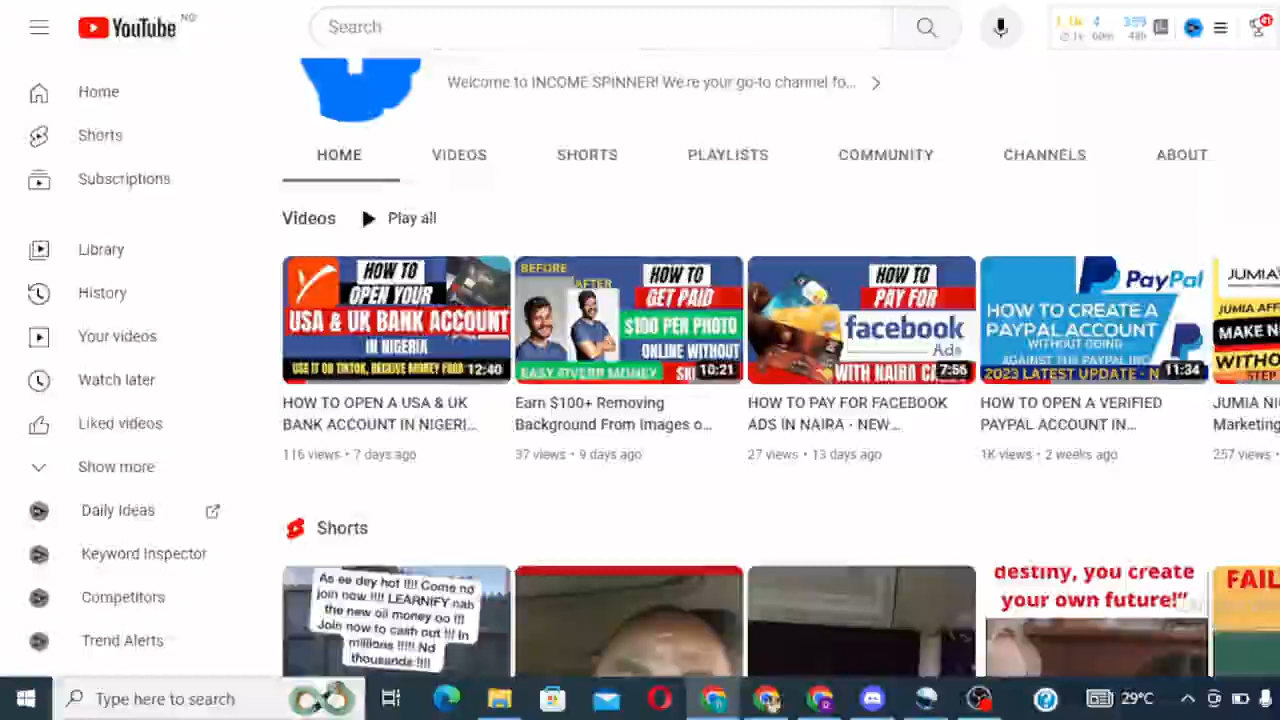 YouTube NG
Search
Home
Shorts
Subscriptions
Library
History
Your videos
Watch later
Liked videos
Show more
Daily Ideas
Keyword Inspector
Competitors
Trend Alerts
Welcome to INCOME SPINNER! We're your go-to channel fo...
HOME VIDEOS SHORTS PLAYLISTS COMMUNITY CHANNELS ABOUT
Videos Play all
HOW TO
OPEN YOUR
USA & UK BANK ACCOUNT
IN NIGERIA
USE IT ON TIKTOK, RECEIVE MONEY FROM
12:40
HOW TO OPEN A USA & UK
BANK ACCOUNT IN NIGERI...
116 views • 7 days ago
BEFORE
AFTER
HOW TO
GET PAID
$100 PER PHOTO
ONLINE WITHOUT
EASY FIVERR MONEY
10:21
Earn $100+ Removing
Background From Images o...
37 views • 9 days ago
HOW TO
PAY FOR
facebook
Ads
WITH NAIRA
7:56
HOW TO PAY FOR FACEBOOK
ADS IN NAIRA - NEW...
27 views • 13 days ago
PayPal
HOW TO CREATE A
PAYPAL ACCOUNT
WITHOUT GOING
AGAINST THE PAYPAL
2023 LATEST UPDATE - N
11:34
HOW TO OPEN A VERIFIED
PAYPAL ACCOUNT IN...
1K views • 2 weeks ago
JUMIA
JUMIA AFF
MAKE N
WITHO
STEP
JUMIA NI
Marketing
257 views •
Shorts
As ee dey hot !!!! Come nd
join now !!!! LEARNIFY nah
the new oil money oo !!!
Join now to cash out !!! In
millions !!!!! Nd
thousands !!!!
destiny, you create
your own future!"
FAIL
Type here to search
29°C